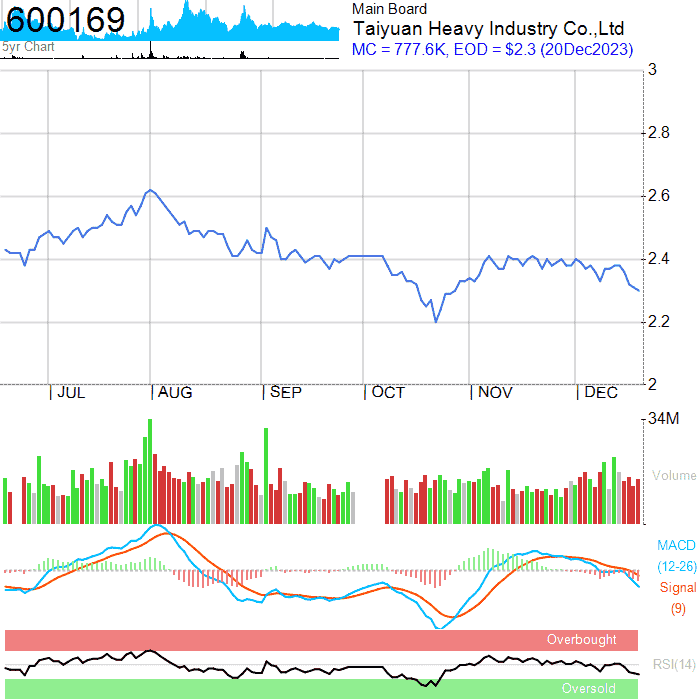 600169
5yr Chart
Main Board
Taiyuan Heavy Industry Co.,Ltd
MC = 777.6K, EOD = $2.3 (20Dec2023)
3
2.8
2.6
2.4
2.2
2
| JUL | AUG | SEP | OCT | NOV | DEC
34M
Volume
MACD
(12-26)
Signal
(9)
Overbought
RSI(14)
Oversold